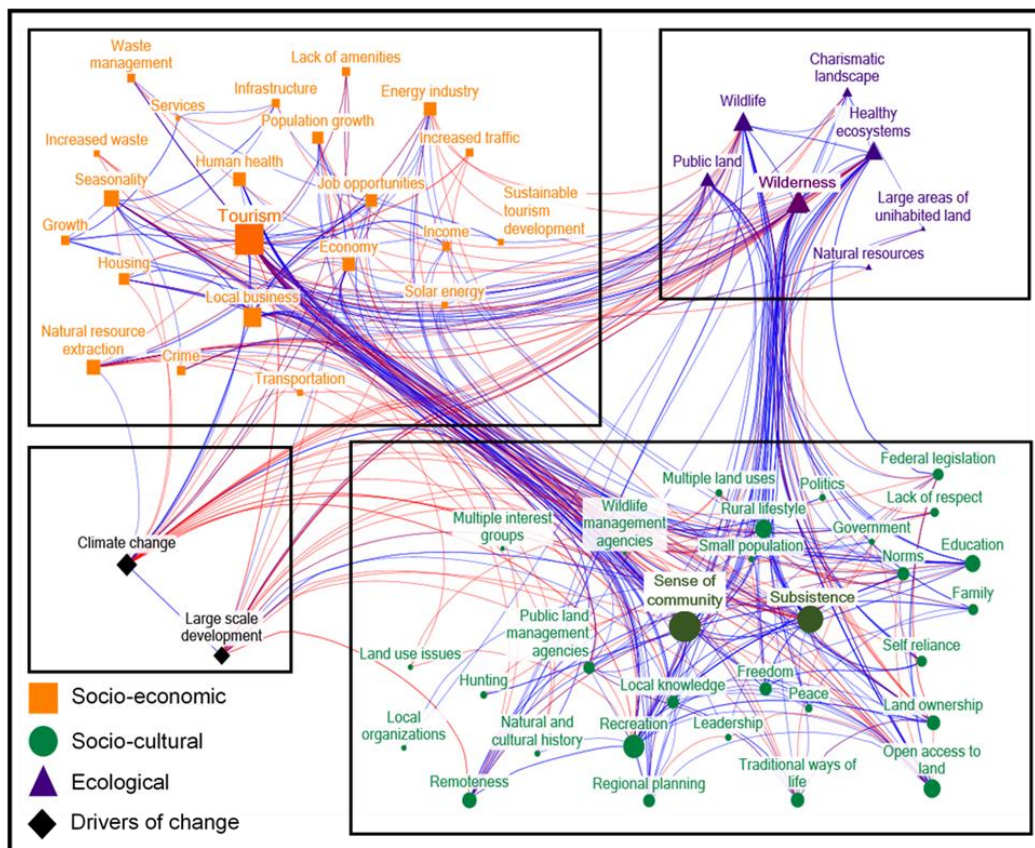 Waste
management
Lack of amenities
Services
Infrastructure
Energy industry
Population growth
Increased waste
Increased traffic
Human health
Seasonality
Job opportunities
Sustainable
tourism
development
Tourism
Growth
Economy
Income
Housing
Local business
Solar energy
Natural resource
extraction
Crime
Transportation
Charismatic
landscape
Wildlife
Healthy
ecosystems
Public land
Wilderness
Large areas of
unihabited land
Natural resources
Climate change
Large scale
development
Federal legislation
Multiple land uses
Politics
Lack of respect
Wildlife
management
agencies
Rural lifestyle
Multiple interest
groups
Government
Small population
Norms
Education
Sense of
community
Subsistence
Family
Public land
management
agencies
Land use issues
Self reliance
Hunting
Freedom
Local knowledge
Peace
Land ownership
Local
organizations
Natural and
cultural history
Recreation
Leadership
Open access to
land
Remoteness
Regional planning
Traditional ways of
life
Socio-economic
Socio-cultural
Ecological
Drivers of change